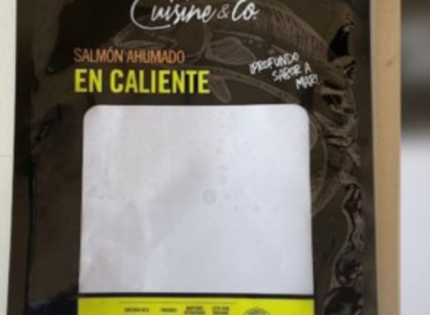 Cuisine & Co.
SALMÓN AHUMADO
EN CALIENTE
¡PROFUNDO
SABOR A
MAR!